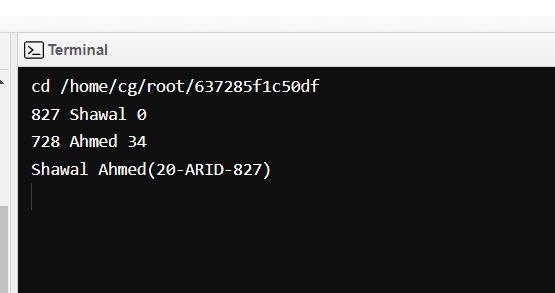 Terminal
cd /home/cg/root/637285f1c50df
827 Shawal 0
728 Ahmed 34
Shawal Ahmed(20-ARID-827)